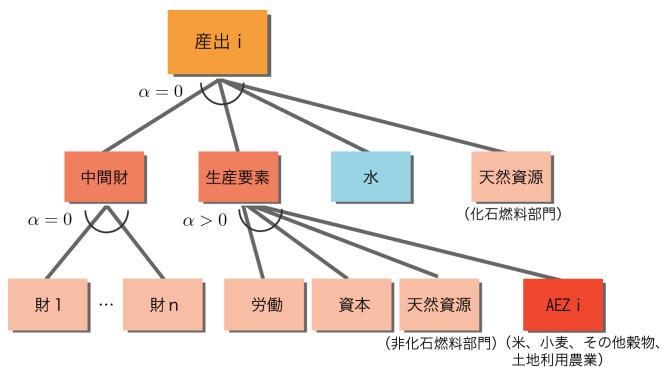 産出 i
α = 0
中間財
生産要素
水
天然資源
(化石燃料部門)
α = 0
α > 0
財1
…
財n
労働
資本
天然資源
AEZ i
(非化石燃料部門)
(米、小麦、その他穀物、
土地利用農業)